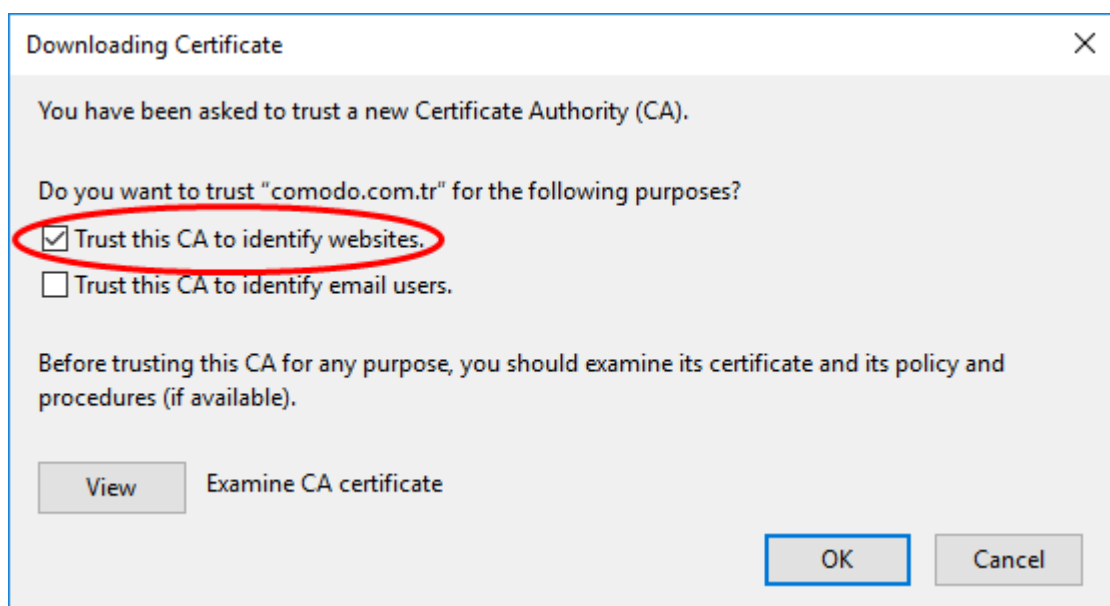 Downloading Certificate
You have been asked to trust a new Certificate Authority (CA).
Do you want to trust “comodo.com.tr” for the following purposes?
Trust this CA to identify websites.
Trust this CA to identify email users.
Before trusting this CA for any purpose, you should examine its certificate and its policy and
procedures (if available).
View Examine CA certificate
OK Cancel